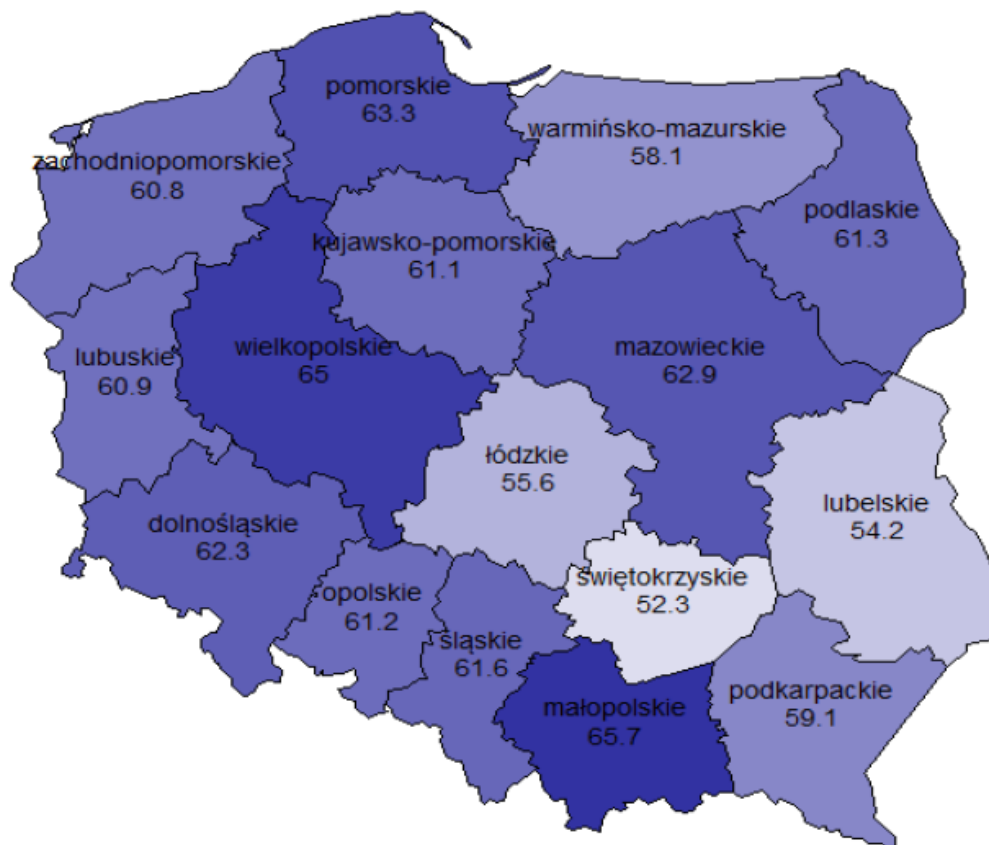 pomorskie
63.3
warmińsko-mazurskie
58.1
zachodniopomorskie
60.8
podlaskie
61.3
kujawsko-pomorskie
61.1
wielkopolskie
65
mazowieckie
62.9
lubuskie
60.9
łódzkie
55.6
lubelskie
54.2
dolnośląskie
62.3
świętokrzyskie
52.3
opolskie
61.2
śląskie
61.6
podkarpackie
59.1
małopolskie
65.7